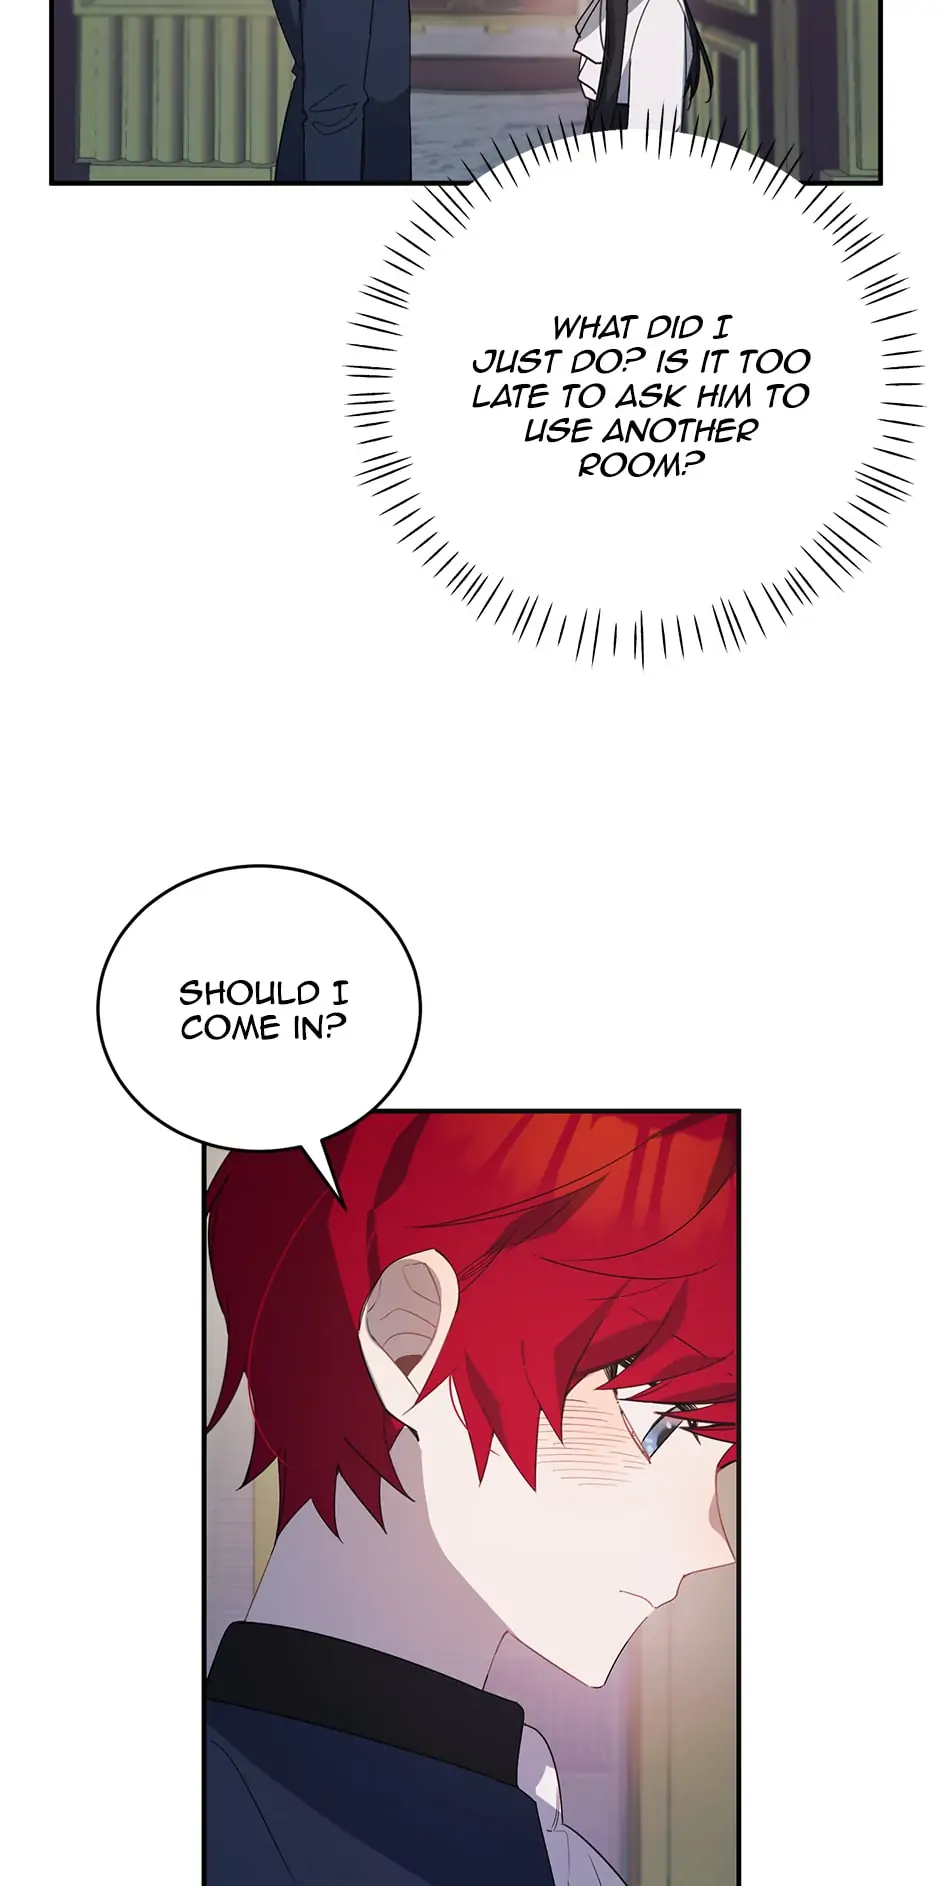 WHAT DID I
JUST DO? IS IT TOO
LATE TO ASK HIM TO
USE ANOTHER
ROOM?
SHOULD I
COME IN?